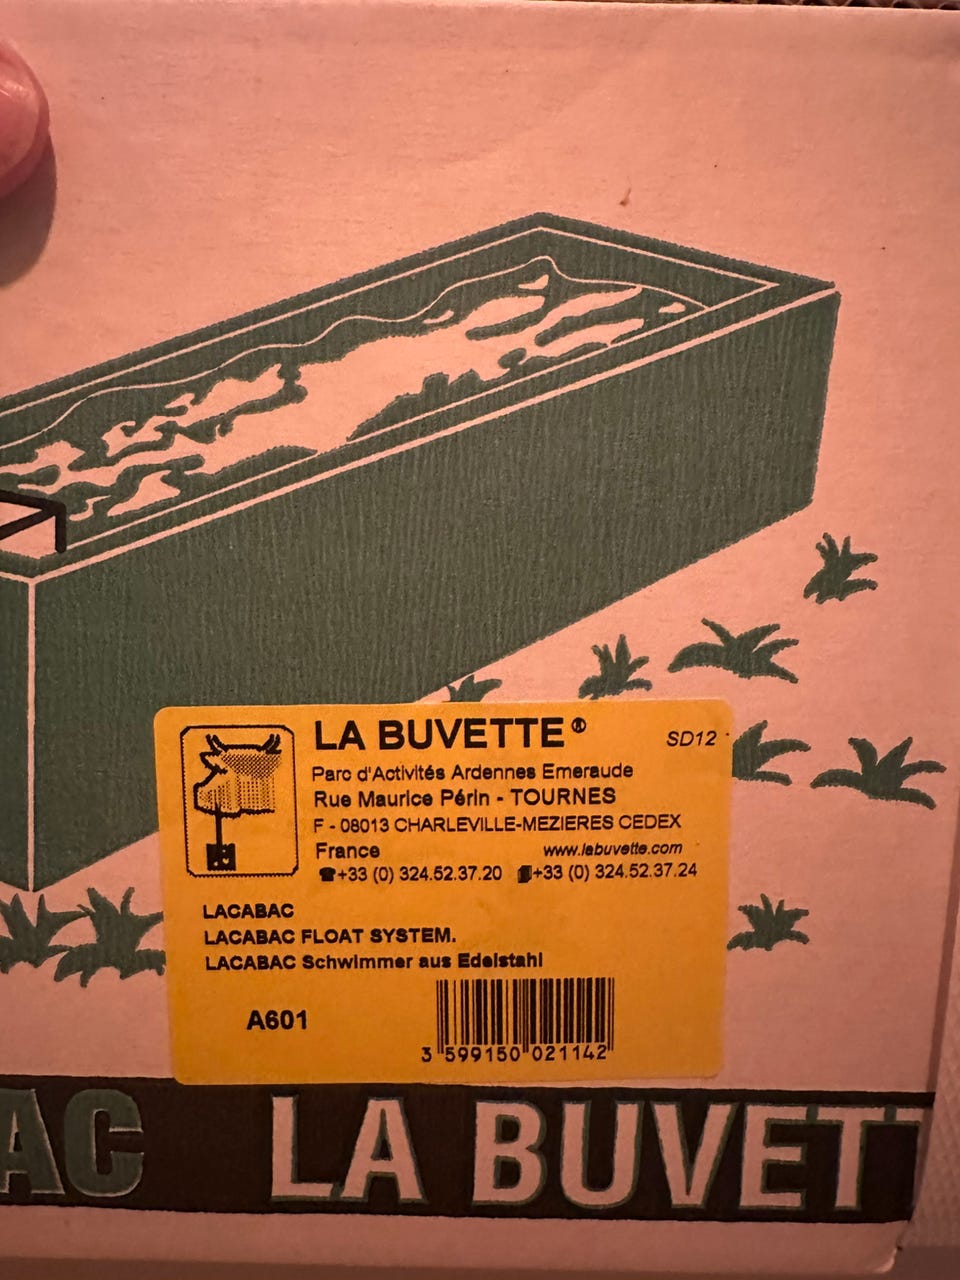 LA BUVETTE®
SD12
Parc d'Activités Ardennes Emeraude
Rue Maurice Périn - TOURNES
F - 08013 CHARLEVILLE-MEZIERES CEDEX
France www.labuvette.com
☎+33 (0) 324.52.37.20 +33 (0) 324.52.37.24
LACABAC
LACABAC FLOAT SYSTEM.
LACABAC Schwimmer aus Edelstahl
A601
3 599150 021142
AC LA BUVETT